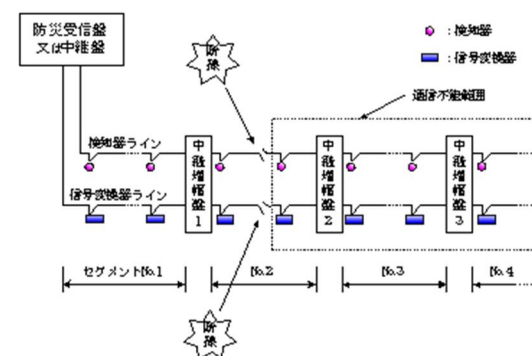 防災受信盤
又は中継盤
断線
:検知器
:信号変換器
通信不能範囲
検知器ライン
信号変換器ライン
中継増幅盤1
中継増幅盤2
中継増幅盤3
セグメントNo.1
No.2
No.3
No.4
断線